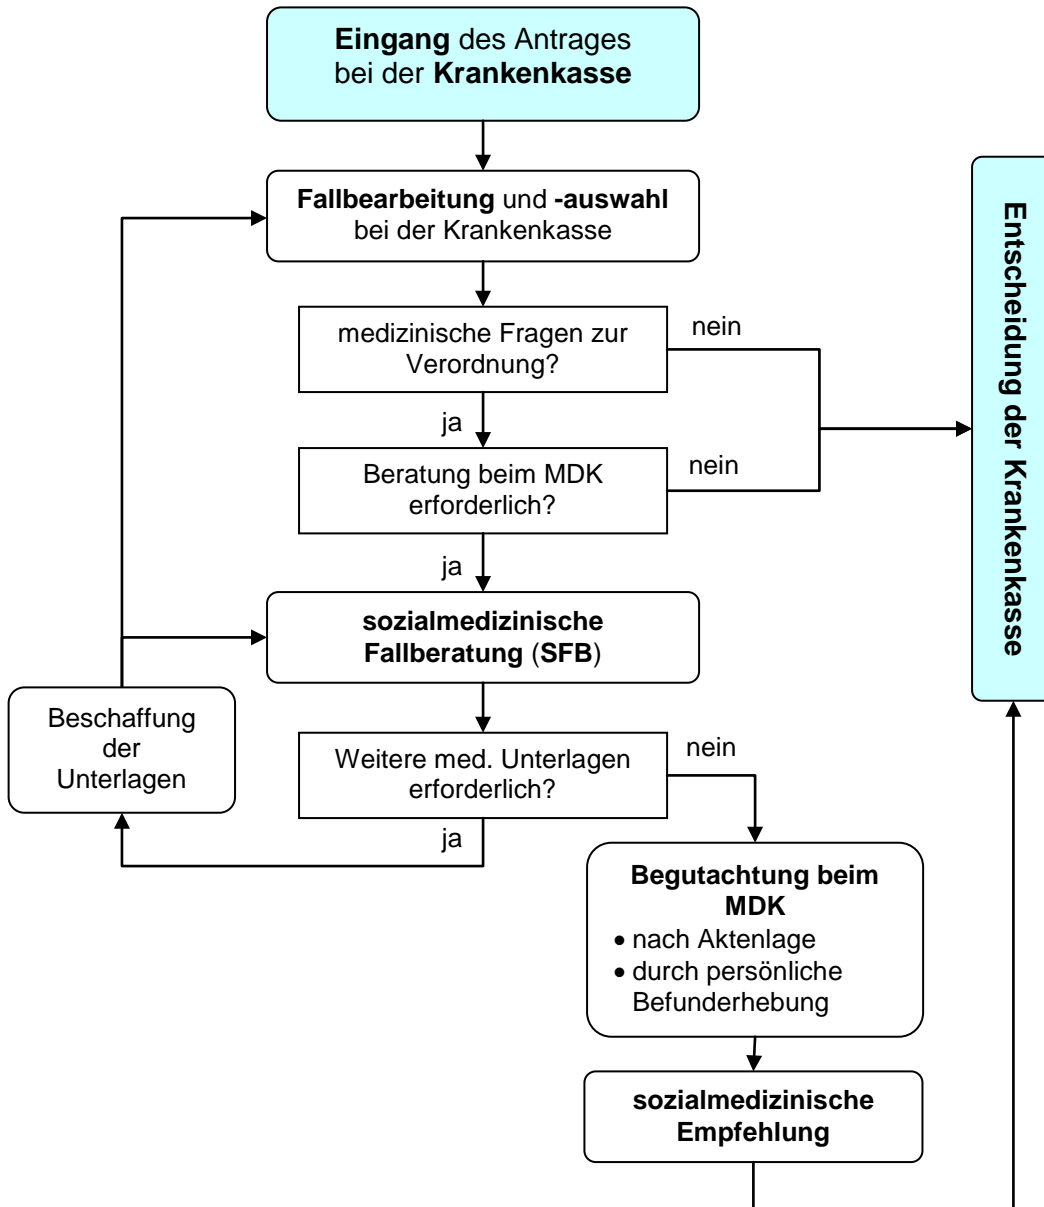 Eingang des Antrages
bei der Krankenkasse
Fallbearbeitung und -auswahl
bei der Krankenkasse
medizinische Fragen zur
Verordnung?
nein
ja
Beratung beim MDK
erforderlich?
nein
ja
Entscheidung der Krankenkasse
sozialmedizinische
Fallberatung (SFB)
Beschaffung
der
Unterlagen
Weitere med. Unterlagen
erforderlich?
nein
ja
Begutachtung beim
MDK
• nach Aktenlage
• durch persönliche
Befunderhebung
sozialmedizinische
Empfehlung